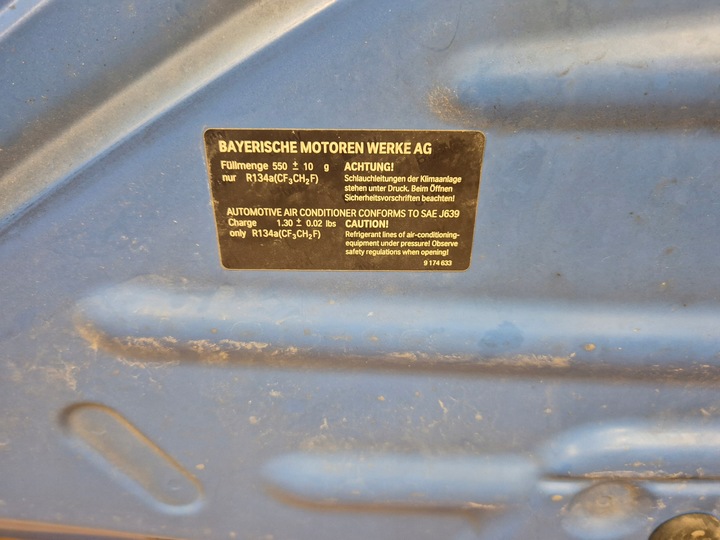 BAYERISCHE MOTOREN WERKE AG
Füllmenge 550 ± 10 g
nur R134a(CF₃CH₂F)
ACHTUNG!
Schlauchleitungen der Klimaanlage
stehen unter Druck. Beim Öffnen
Sicherheitsvorschriften beachten!
AUTOMOTIVE AIR CONDITIONER CONFORMS TO SAE J639
Charge 1.30 ± 0.02 lbs
only R134a(CF₃CH₂F)
CAUTION!
Refrigerant lines of air-conditioning-
equipment under pressure! Observe
safety regulations when opening!
9 174 633